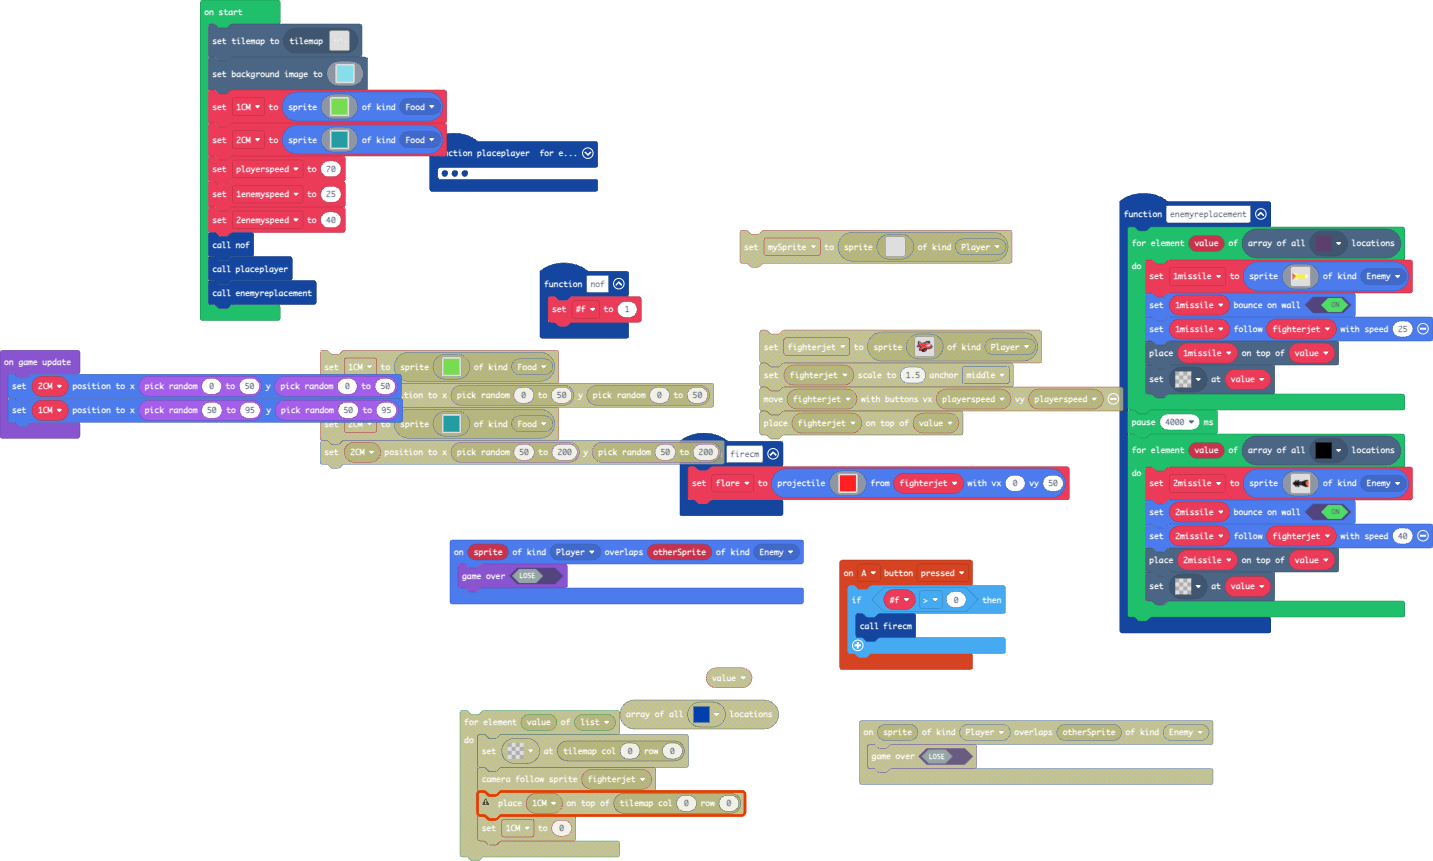 on start
set tilemap to tilemap
set background image to
set 1CM to sprite of kind Food
set 2CM to sprite of kind Food
set playerspeed to 70
set 1enemyspeed to 25
set 2enemyspeed to 40
call nof
call placeplayer
call enemyreplacement
ction placeplayer for e...
function nof
set #f to 1
set mySprite to sprite of kind Player
function enemyreplacement
for element value of array of all locations
do
set 1missile to sprite of kind Enemy
set 1missile bounce on wall ON
set 1missile follow fighterjet with speed 25
place 1missile on top of value
set at value
pause 4000 ms
for element value of array of all locations
do
set 2missile to sprite of kind Enemy
set 2missile bounce on wall ON
set 2missile follow fighterjet with speed 40
place 2missile on top of value
set at value
on game update
set 2CM position to x pick random 0 to 50 y pick random 0 to 50
set 1CM position to x pick random 50 to 95 y pick random 50 to 95
set 1CM to sprite of kind Food
tion to x pick random 0 to 50 y pick random 0 to 50
set 2CM to sprite of kind Food
set 2CM position to x pick random 50 to 200 y pick random 50 to 200
set fighterjet to sprite of kind Player
set fighterjet scale to 1.5 anchor middle
move fighterjet with buttons vx playerspeed vy playerspeed
place fighterjet on top of value
firecm
set flare to projectile from fighterjet with vx 0 vy 50
on sprite of kind Player overlaps otherSprite of kind Enemy
game over LOSE
on A button pressed
if #f > 0 then
call firecm
value
array of all locations
for element value of list
do
set at tilemap col 0 row 0
camera follow sprite fighterjet
place 1CM on top of tilemap col 0 row 0
set 1CM to 0
on sprite of kind Player overlaps otherSprite of kind Enemy
game over LOSE